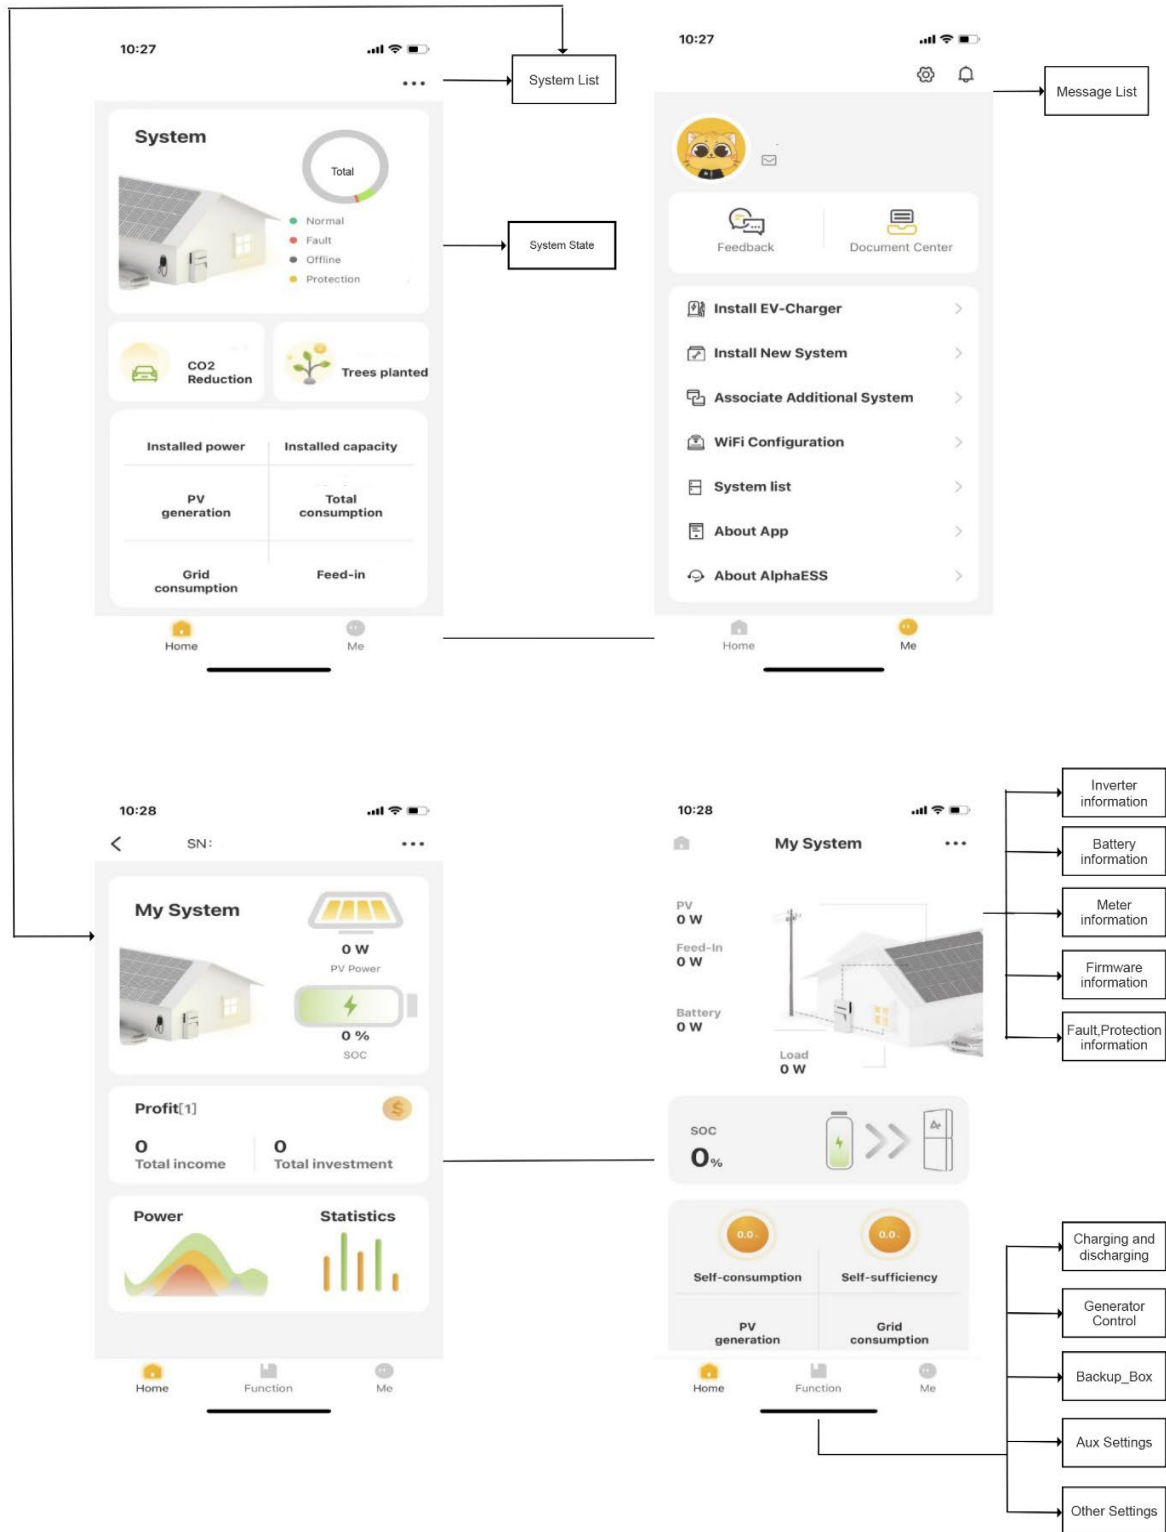 10:27
System List
System
Total
Normal
Fault
Offline
Protection
System State
CO2
Reduction
Trees planted
Installed power
Installed capacity
PV
generation
Total
consumption
Grid
consumption
Feed-in
Home
Me
10:27
Message List
Feedback
Document Center
Install EV-Charger
Install New System
Associate Additional System
WiFi Configuration
System list
About App
About AlphaESS
Home
Me
10:28
SN:
My System
0 W
PV Power
0 %
SOC
Profit[1]
0
Total income
0
Total investment
Power
Statistics
Home
Function
Me
10:28
My System
PV
0 W
Feed-In
0 W
Battery
0 W
Load
0 W
SOC
0%
0.0
Self-consumption
0.0
Self-sufficiency
PV
generation
Grid
consumption
Home
Function
Me
Inverter
information
Battery
information
Meter
information
Firmware
information
Fault,Protection
information
Charging and
discharging
Generator
Control
Backup_Box
Aux Settings
Other Settings